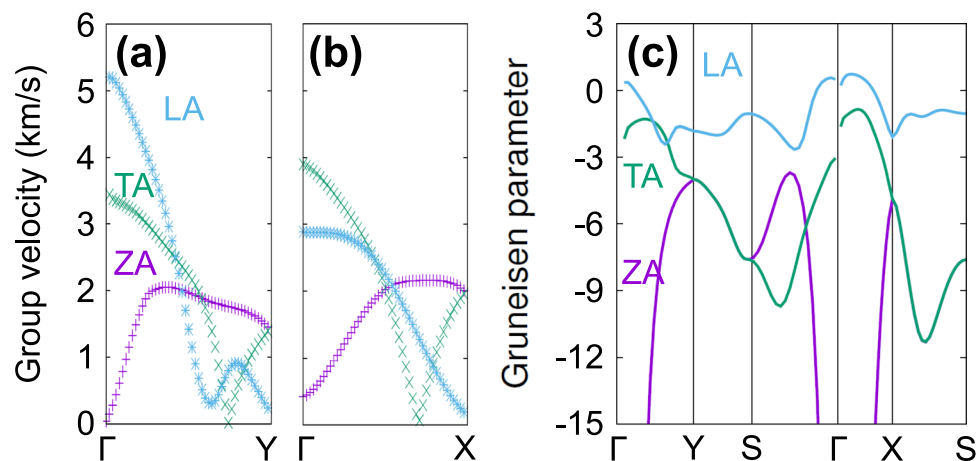 6
5
4
3
2
1
0
Group velocity (km/s)
(a)
LA
TA
ZA
Γ
Y
(b)
Γ
X
3
0
-3
-6
-9
-12
-15
Gruneisen parameter
(c)
LA
TA
ZA
Γ
Y
S
Γ
X
S